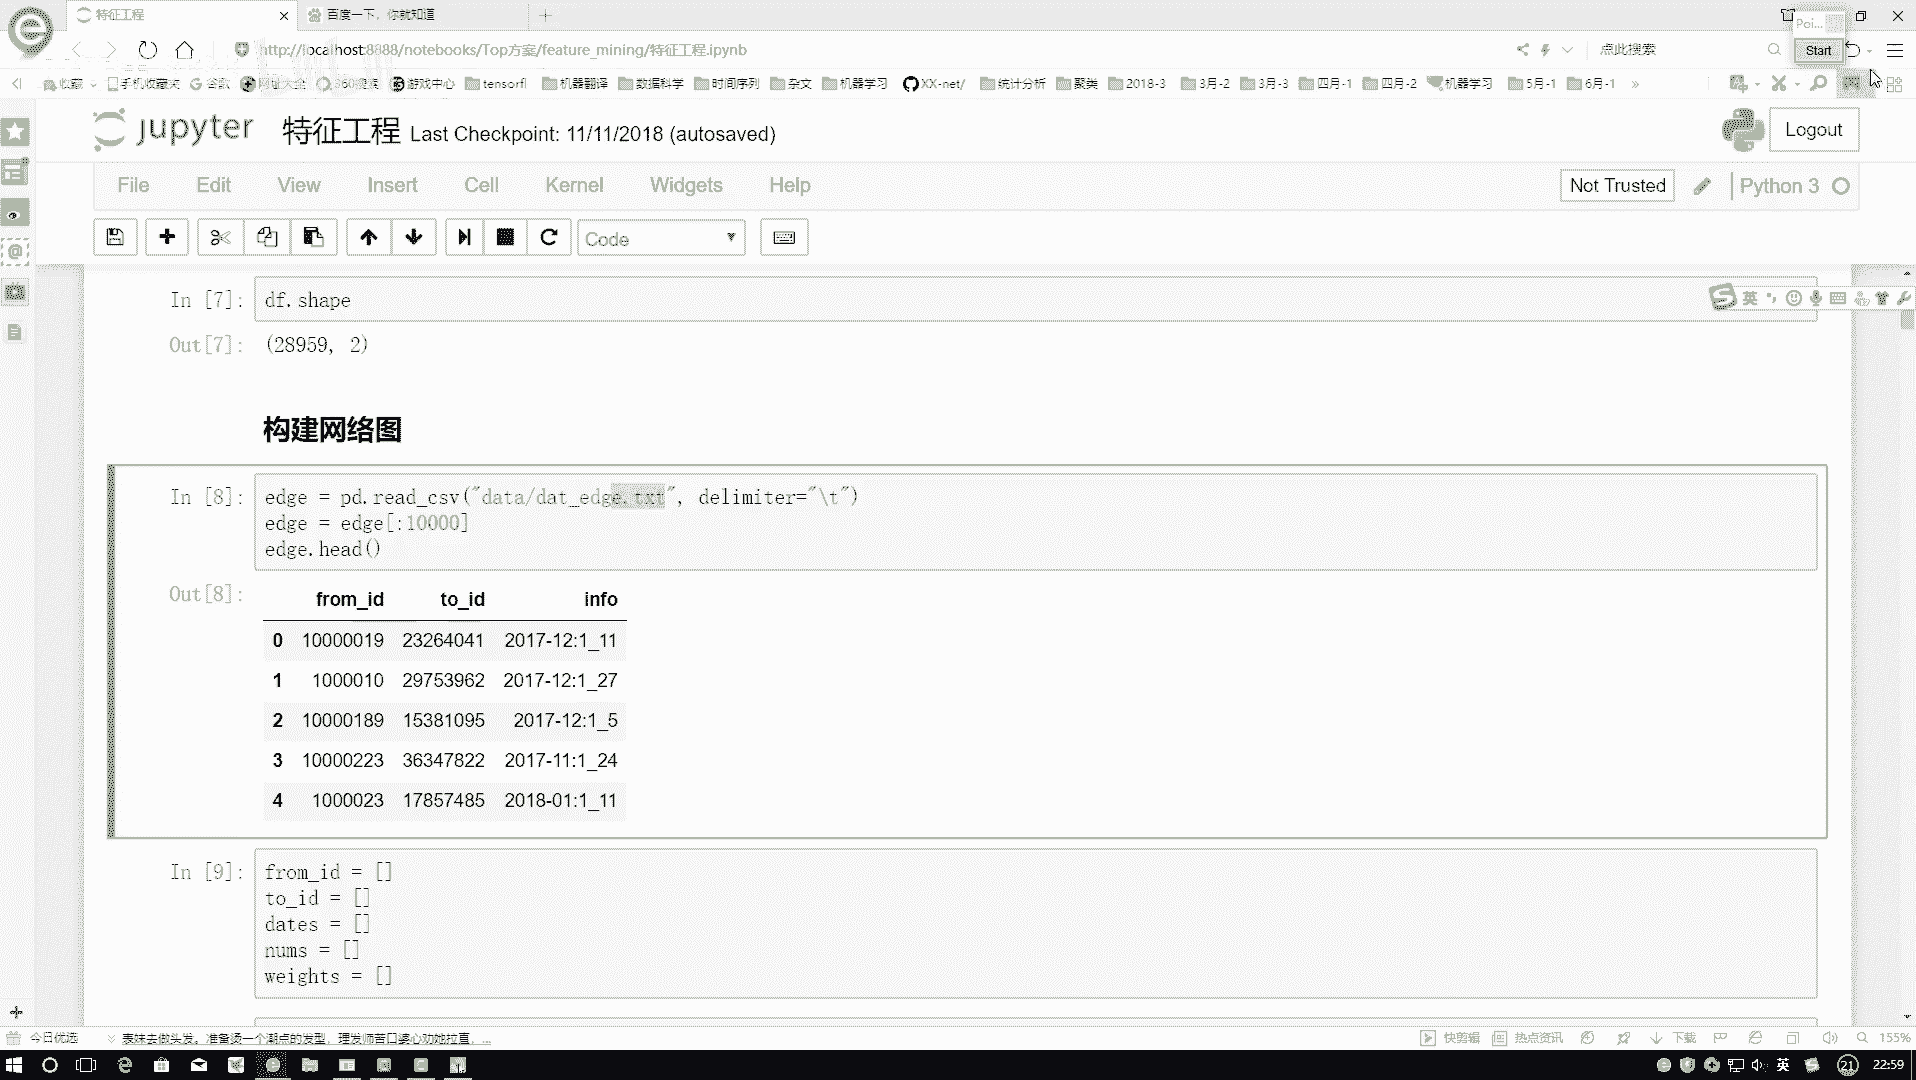 特征工程
百度一下，你就知道
Poi...
Start
http://localhost:8888/notebooks/Top方案/feature_mining/特征工程.ipynb
点此搜索
收藏
手机收藏夹
谷歌
网址大全
360搜索
游戏中心
tensorfl
机器翻译
数据科学
时间序列
杂文
机器学习
XX-net/
统计分析
聚类
2018-3
3月-2
3月-3
四月-1
四月-2
机器学习
5月-1
6月-1
»
jupyter
特征工程 Last Checkpoint: 11/11/2018 (autosaved)
Logout
File
Edit
View
Insert
Cell
Kernel
Widgets
Help
Not Trusted
Python 3
Code
In [7]:
df.shape
英
Out[7]:
(28959, 2)
构建网络图
In [8]:
edge = pd.read_csv("data/dat_edge.txt", delimiter="\t")
edge = edge[:10000]
edge.head()
Out[8]:
from_id to_id info
0 10000019 23264041 2017-12:1_11
1 1000010 29753962 2017-12:1_27
2 10000189 15381095 2017-12:1_5
3 10000223 36347822 2017-11:1_24
4 1000023 17857485 2018-01:1_11
In [9]:
from_id = []
to_id = []
dates = []
nums = []
weights = []
今日优选
表妹去做头发。准备烫一个潮点的发型，理发师苦口婆心劝她拉直，...
快剪辑
热点资讯
下载
155%
英
21
22:59